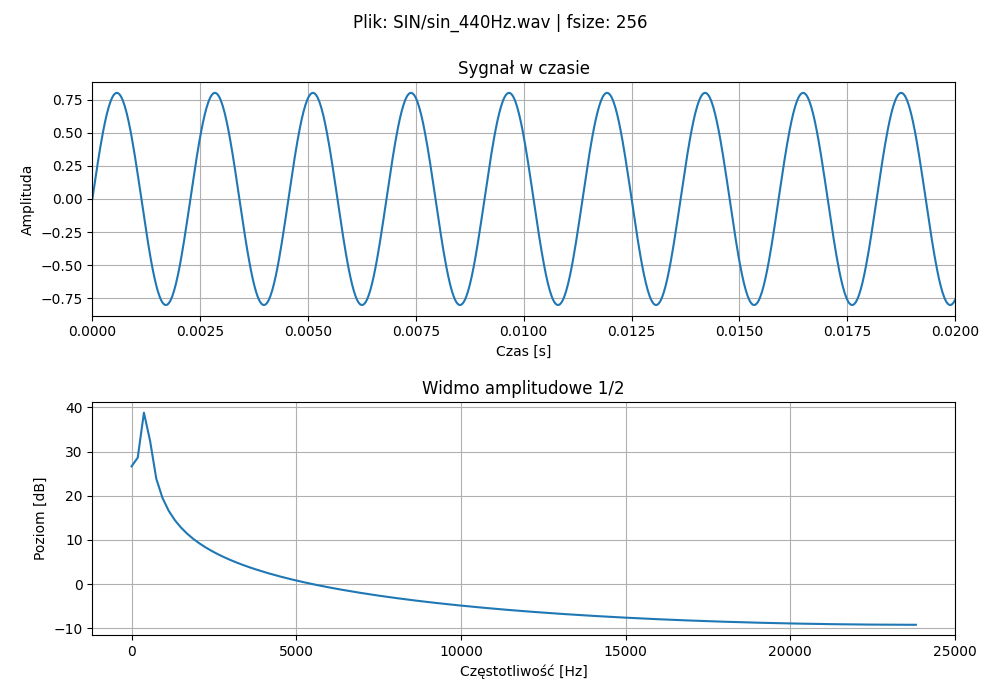 Plik: SIN/sin_440Hz.wav | fsize: 256
Sygnał w czasie
Amplituda
0.75
0.50
0.25
0.00
−0.25
−0.50
−0.75
0.0000 0.0025 0.0050 0.0075 0.0100 0.0125 0.0150 0.0175 0.0200
Czas [s]
Widmo amplitudowe 1/2
Poziom [dB]
40
30
20
10
0
−10
0 5000 10000 15000 20000 25000
Częstotliwość [Hz]